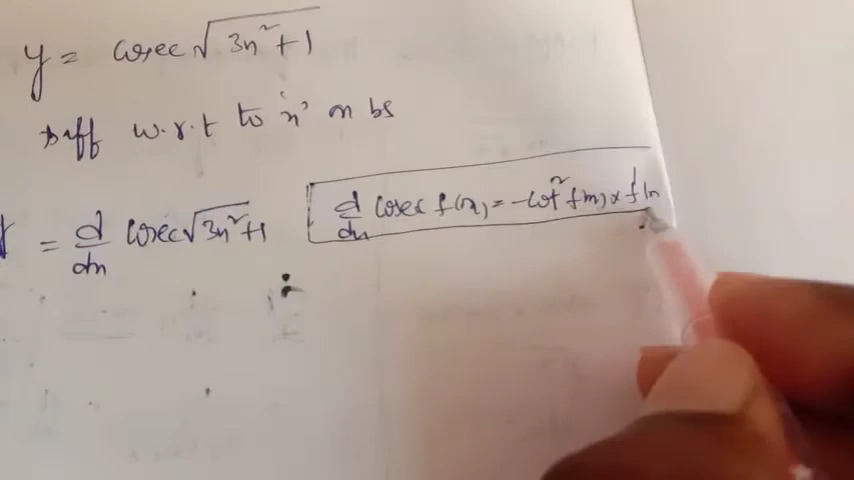 y = cosec √3x²+1
Diff w.r.t to 'x' on bs
= d/dx cosec √3x²+1
d/dx cosec f(x) = -cot² f(x) × f'(x